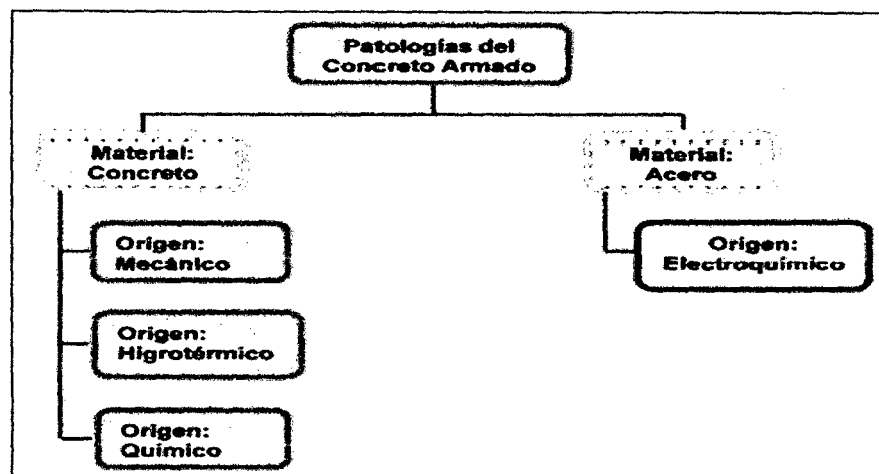 Patologías del
Concreto Armado
Material:
Concreto
Material:
Acero
Origen:
Mecánico
Origen:
Electroquímico
Origen:
Higrotérmico
Origen:
Químico